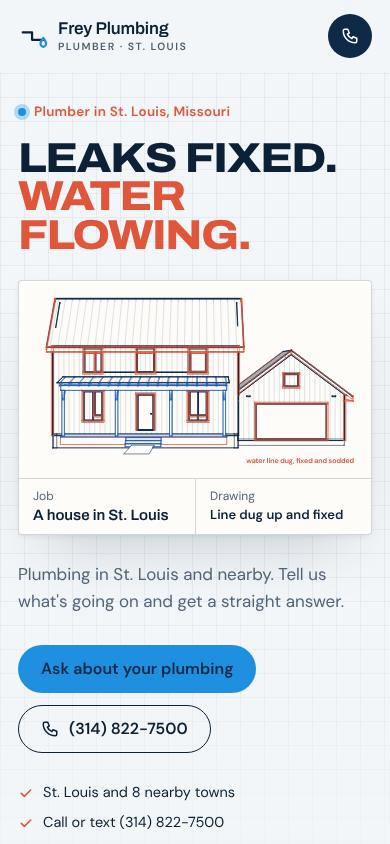 Frey Plumbing
PLUMBER · ST. LOUIS
Plumber in St. Louis, Missouri
LEAKS FIXED.
WATER
FLOWING.
water line dug, fixed and sodded
Job
A house in St. Louis
Drawing
Line dug up and fixed
Plumbing in St. Louis and nearby. Tell us
what's going on and get a straight answer.
Ask about your plumbing
(314) 822-7500
St. Louis and 8 nearby towns
Call or text (314) 822-7500